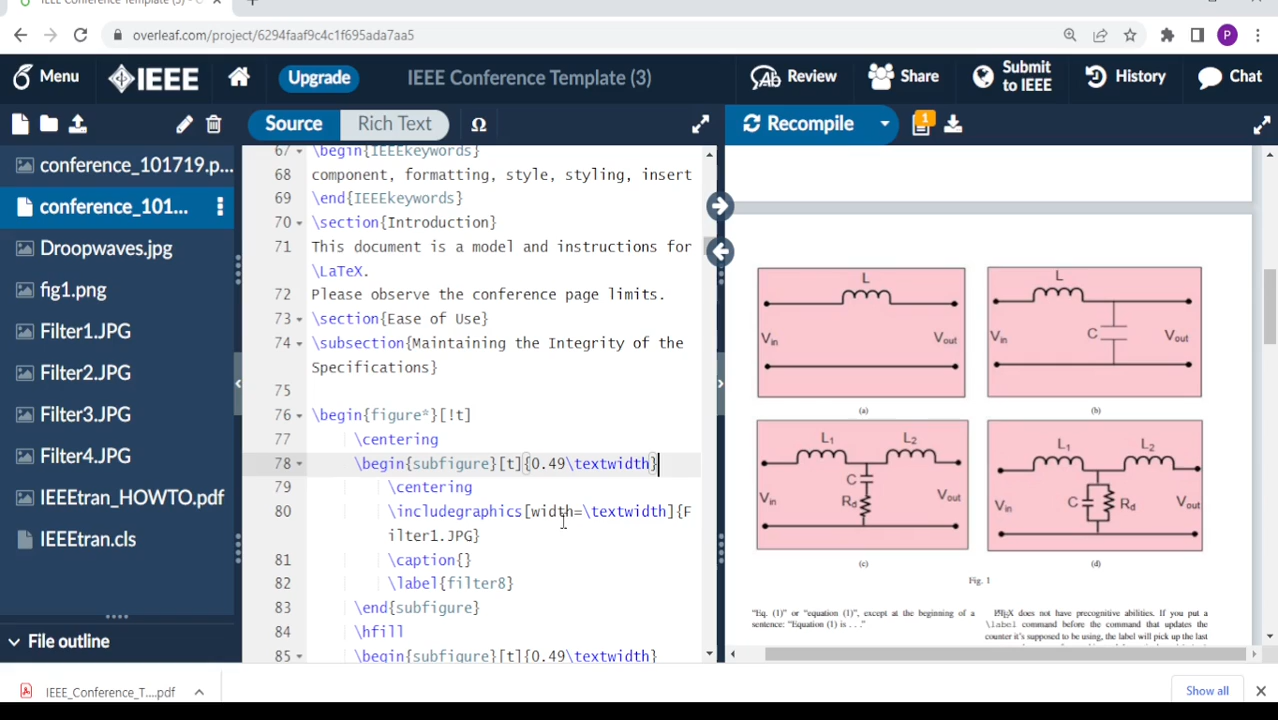 IEEE Conference Template (3) -
overleaf.com/project/6294faaf9c4c1f695ada7aa5
P
Menu
IEEE
Upgrade
IEEE Conference Template (3)
Review
Share
Submit
to IEEE
History
Chat
Source
Rich Text
Ω
Recompile
1
conference_101719.p...
conference_101...
Droopwaves.jpg
fig1.png
Filter1.JPG
Filter2.JPG
Filter3.JPG
Filter4.JPG
IEEEtran_HOWTO.pdf
IEEEtran.cls
File outline
67 \begin{IEEEkeywords}
68 component, formatting, style, styling, insert
69 \end{IEEEkeywords}
70 \section{Introduction}
71 This document is a model and instructions for
\LaTeX.
72 Please observe the conference page limits.
73 \section{Ease of Use}
74 \subsection{Maintaining the Integrity of the
Specifications}
75
76 \begin{figure*}[!t]
77 \centering
78 \begin{subfigure}[t]{0.49\textwidth}
79 \centering
80 \includegraphics[width=\textwidth]{F
ilter1.JPG}
81 \caption{}
82 \label{filter8}
83 \end{subfigure}
84 \hfill
85 \begin{subfigure}[t]{0.49\textwidth}
L
Vin
Vout
(a)
L
Vin
C
Vout
(b)
L1
L2
C
Vin
Rd
Vout
(c)
L1
L2
Vin
C
Rd
Vout
(d)
Fig. 1
"Eq. (1)" or "equation (1)", except at the beginning of a
sentence: "Equation (1) is . . ."
LATEX does not have precognitive abilities. If you put a
\label command before the command that updates the
counter it's supposed to be using, the label will pick up the last
IEEE_Conference_T....pdf
Show all